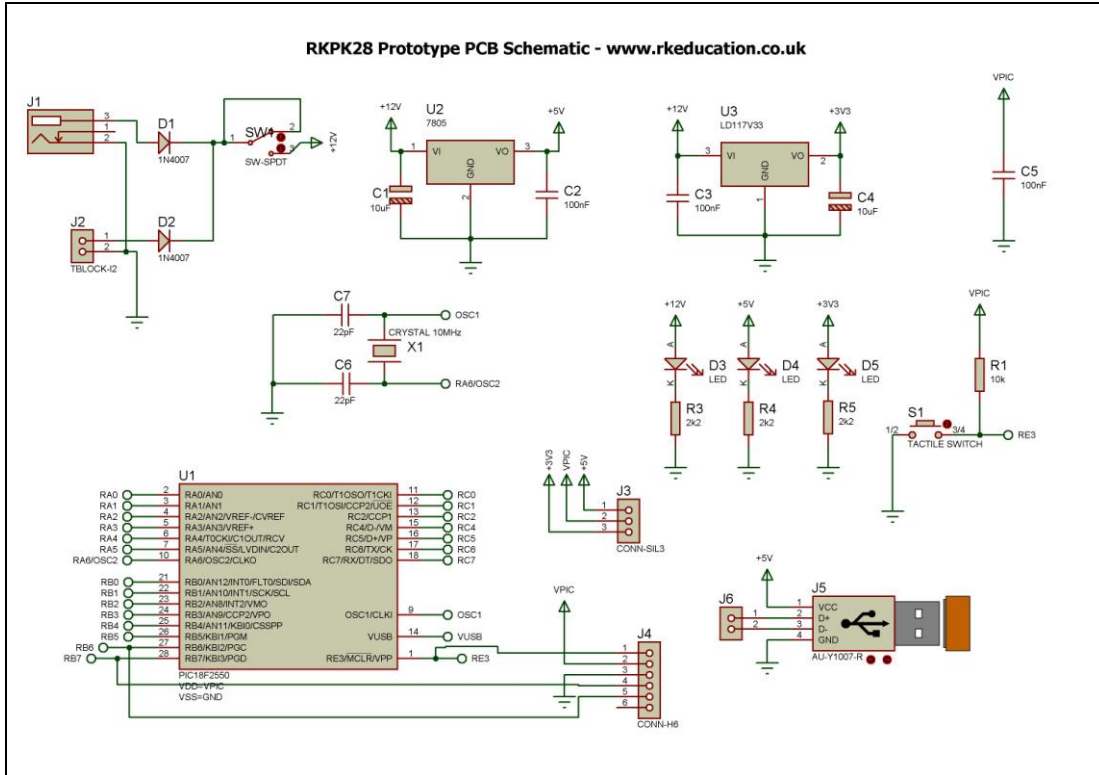 RKPK28 Prototype PCB Schematic - www.rkeducation.co.uk
J1
3
1
2
D1
1N4007
1
SW1
2
3
SW-SPDT
+12V
J2
1
2
TBLOCK-I2
D2
1N4007
+12V
U2
7805
+5V
1
VI
VO
3
GND
2
C1
10uF
C2
100nF
+12V
U3
LD117V33
+3V3
3
VI
VO
2
GND
1
C3
100nF
C4
10uF
VPIC
C5
100nF
C7
22pF
OSC1
CRYSTAL 10MHz
X1
C6
22pF
RA6/OSC2
+12V
A
K
D3
LED
R3
2k2
+5V
A
K
D4
LED
R4
2k2
+3V3
A
K
D5
LED
R5
2k2
VPIC
R1
10k
S1
1/2
3/4
TACTILE SWITCH
RE3
U1
RA0 2 RA0/AN0
RA1 3 RA1/AN1
RA2 4 RA2/AN2/VREF-/CVREF
RA3 5 RA3/AN3/VREF+
RA4 6 RA4/T0CKI/C1OUT/RCV
RA5 7 RA5/AN4/SS/LVDIN/C2OUT
RA6/OSC2 10 RA6/OSC2/CLKO
RB0 21 RB0/AN12/INT0/FLT0/SDI/SDA
RB1 22 RB1/AN10/INT1/SCK/SCL
RB2 23 RB2/AN8/INT2/VMO
RB3 24 RB3/AN9/CCP2/VPO
RB4 25 RB4/AN11/KBI0/CSSPP
RB5 26 RB5/KBI1/PGM
RB6 27 RB6/KBI2/PGC
RB7 28 RB7/KBI3/PGD
RC0/T1OSO/T1CKI 11 RC0
RC1/T1OSI/CCP2/UOE 12 RC1
RC2/CCP1 13 RC2
RC4/D-/VM 15 RC4
RC5/D+/VP 16 RC5
RC6/TX/CK 17 RC6
RC7/RX/DT/SDO 18 RC7
OSC1/CLKI 9 OSC1
VUSB 14 VUSB
RE3/MCLR/VPP 1 RE3
PIC18F2550
VDD=VPIC
VSS=GND
+3V3
VPIC
+5V
J3
1
2
3
CONN-SIL3
VPIC
J4
1
2
3
4
5
6
CONN-H6
+5V
J6
1
2
J5
1 VCC
2 D+
3 D-
4 GND
AU-Y1007-R